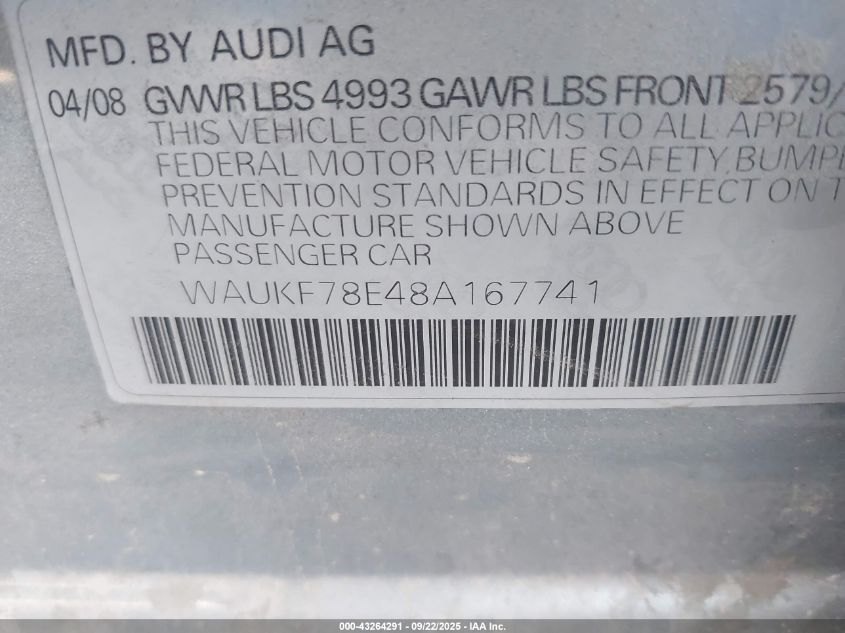 MFD. BY AUDI AG
04/08 GVWR LBS 4993 GAWR LBS FRONT 2579/
THIS VEHICLE CONFORMS TO ALL APPLIC
FEDERAL MOTOR VEHICLE SAFETY, BUMPE
PREVENTION STANDARDS IN EFFECT ON T
MANUFACTURE SHOWN ABOVE
PASSENGER CAR
WAUKF78E48A167741
000-43264291 - 09/22/2025 - IAA Inc.